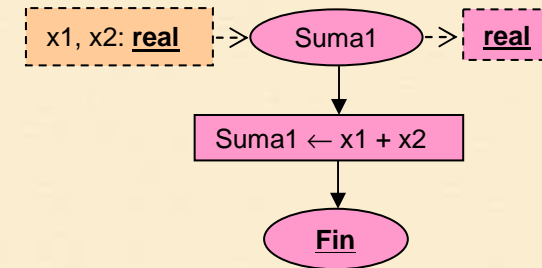 x1, x2: real
Suma1
real
Suma1 ← x1 + x2
Fin